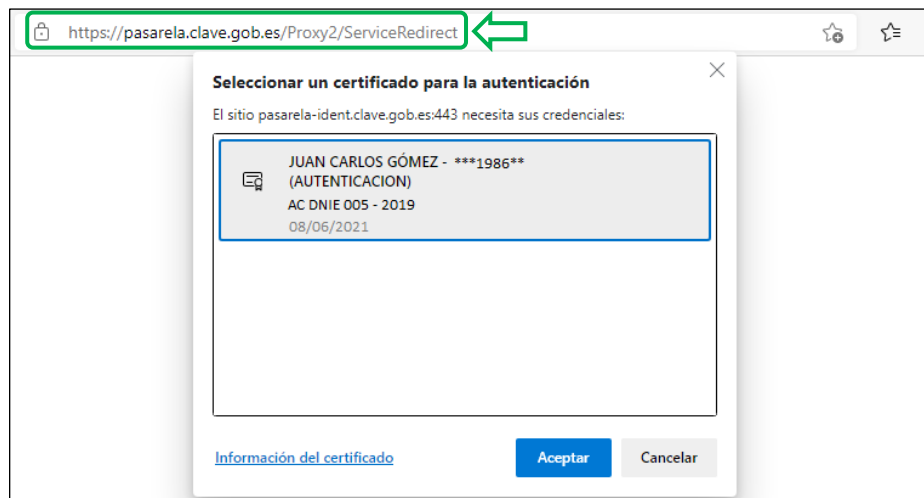 https://pasarela.clave.gob.es/Proxy2/ServiceRedirect
Seleccionar un certificado para la autenticación
El sitio pasarela-ident.clave.gob.es:443 necesita sus credenciales:
JUAN CARLOS GÓMEZ - ***1986**
(AUTENTICACION)
AC DNIE 005 - 2019
08/06/2021
Información del certificado
Aceptar
Cancelar